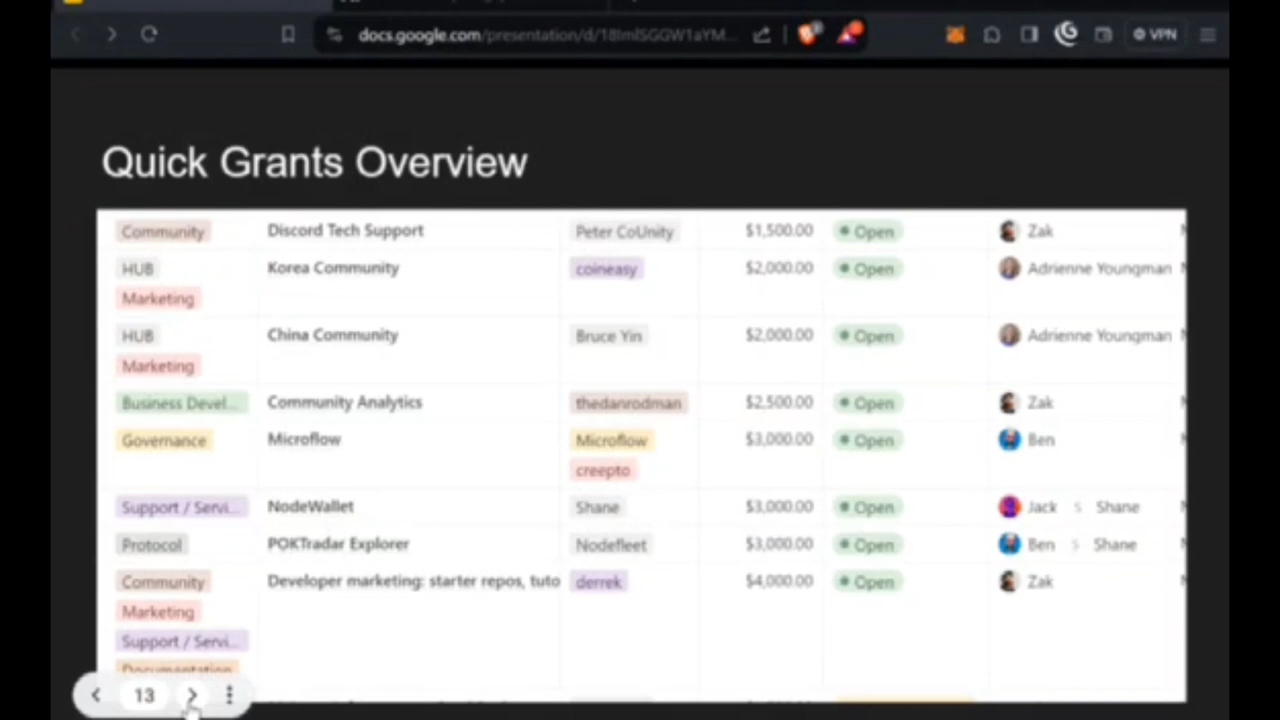 docs.google.com/presentation/d/18ImlSGGW1aYM...
VPN
Quick Grants Overview
Community Discord Tech Support Peter CoUnity $1,500.00 Open Zak
HUB Korea Community coineasy $2,000.00 Open Adrienne Youngman
Marketing
HUB China Community Bruce Yin $2,000.00 Open Adrienne Youngman
Marketing
Business Devel... Community Analytics thedanrodman $2,500.00 Open Zak
Governance Microflow Microflow $3,000.00 Open Ben
creepto
Support / Servi... NodeWallet Shane $3,000.00 Open Jack S Shane
Protocol POKTradar Explorer Nodefleet $3,000.00 Open Ben S Shane
Community Developer marketing: starter repos, tuto derrek $4,000.00 Open Zak
Marketing
Support / Servi...
Documentation
13